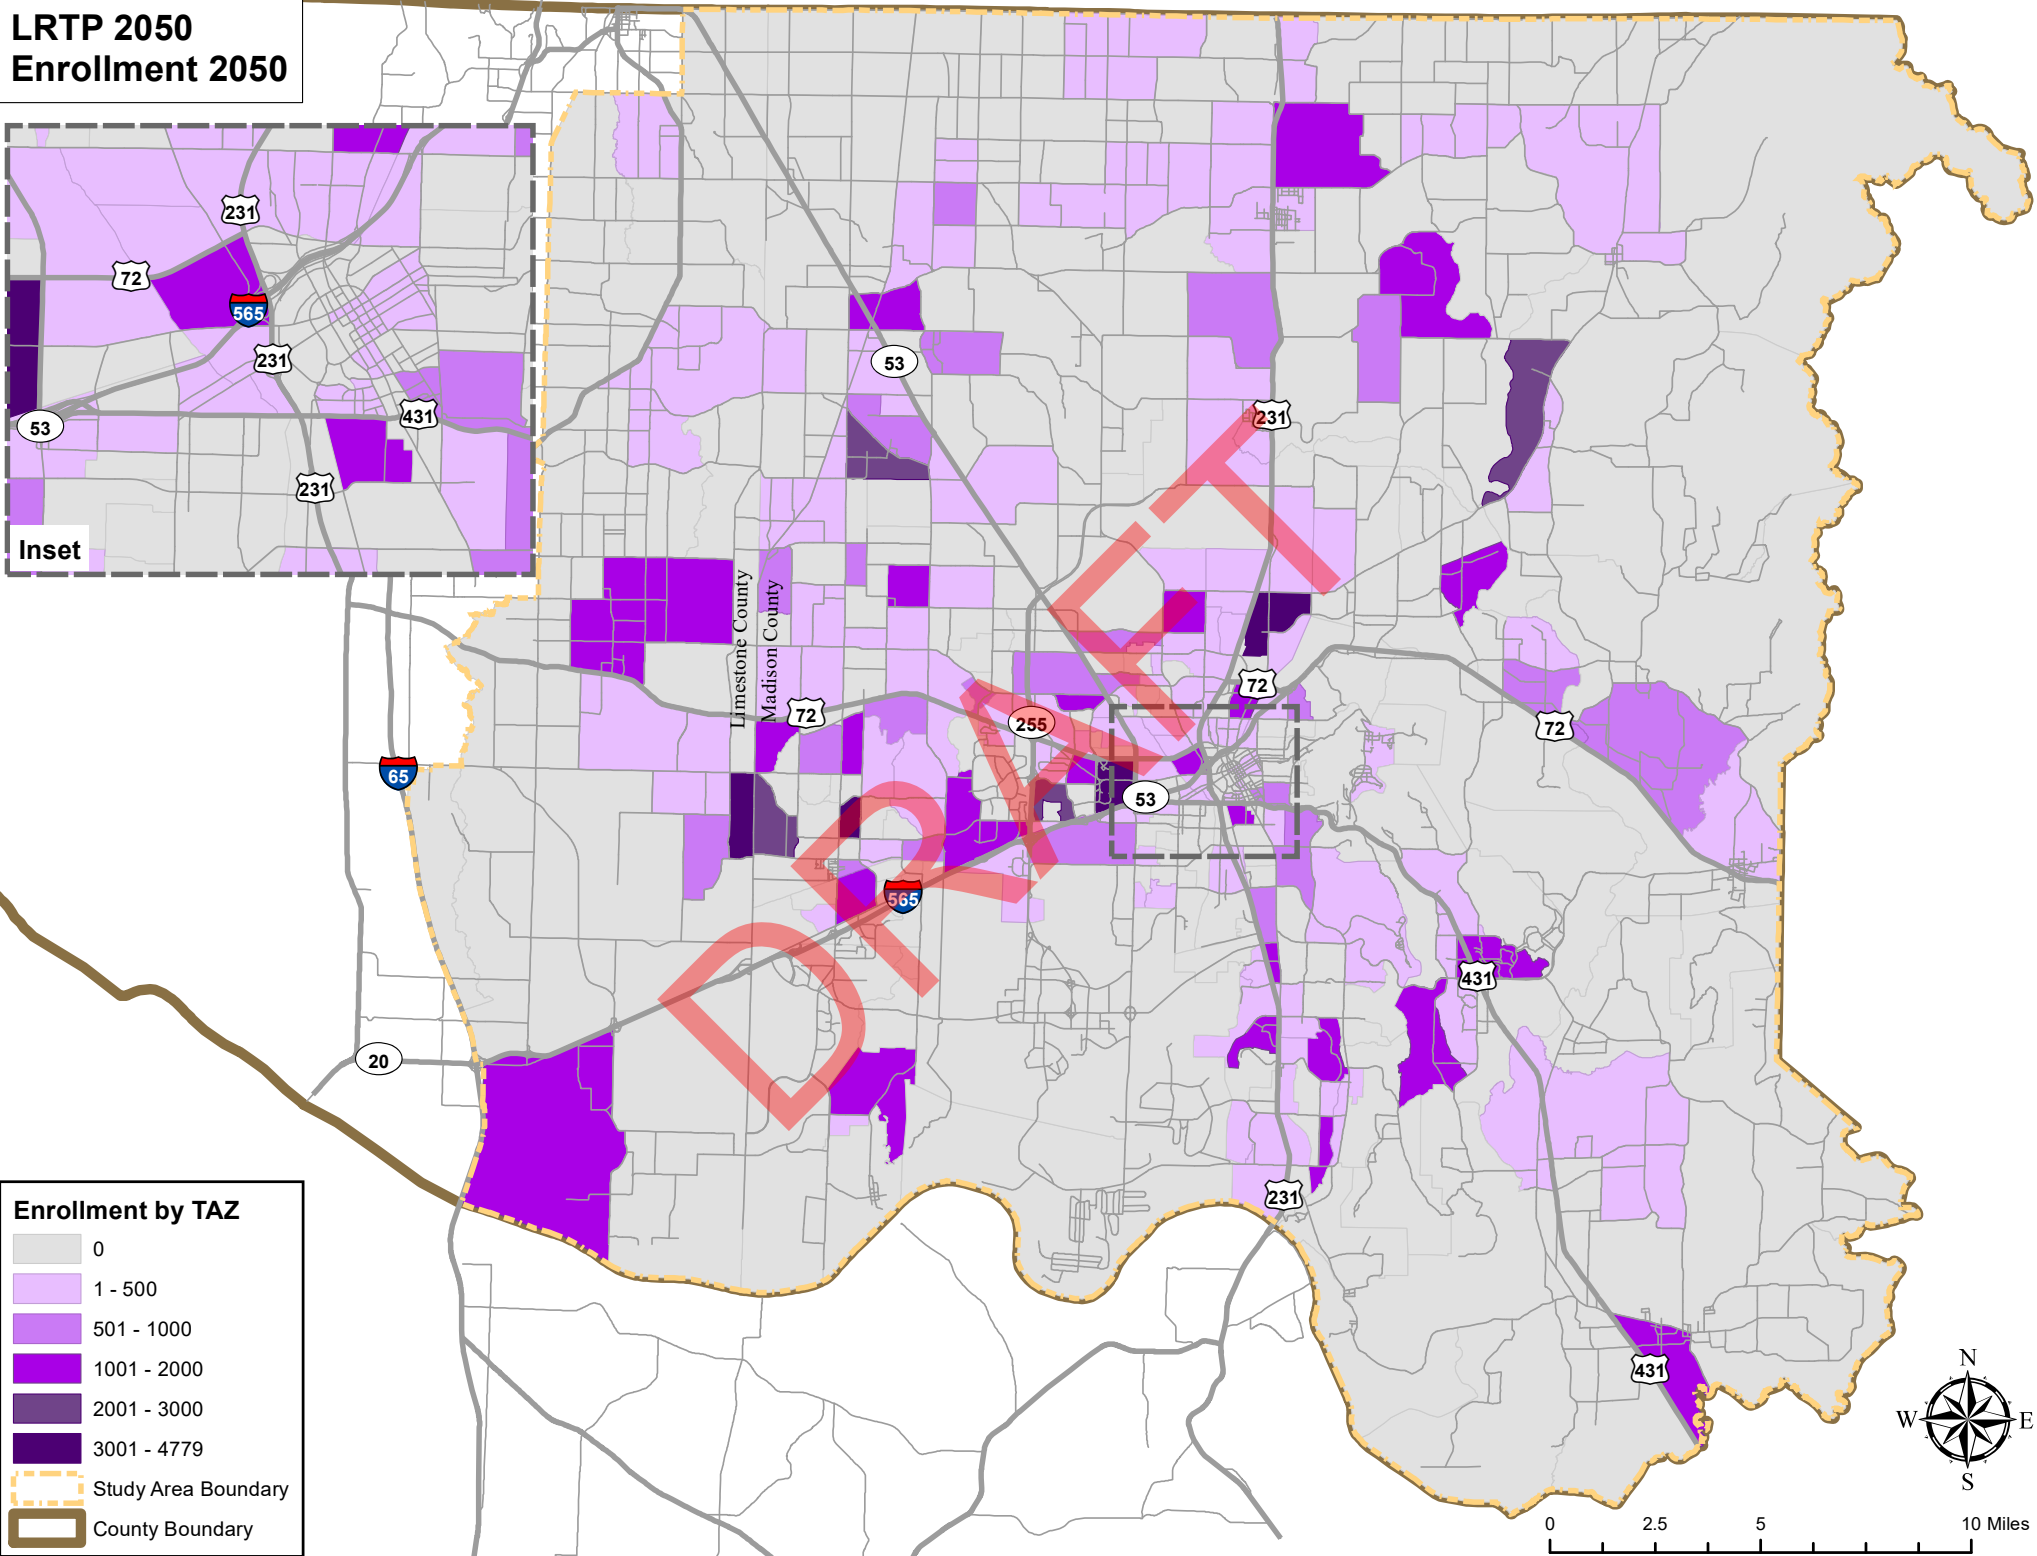 LRTP 2050
Enrollment 2050
231
72
565
231
431
53
231
Inset
53
231
Limestone County
Madison County
72
72
255
72
65
53
565
431
20
231
431
DRAFT
Enrollment by TAZ
0
1 - 500
501 - 1000
1001 - 2000
2001 - 3000
3001 - 4779
Study Area Boundary
County Boundary
N
W
E
S
0 2.5 5 10 Miles